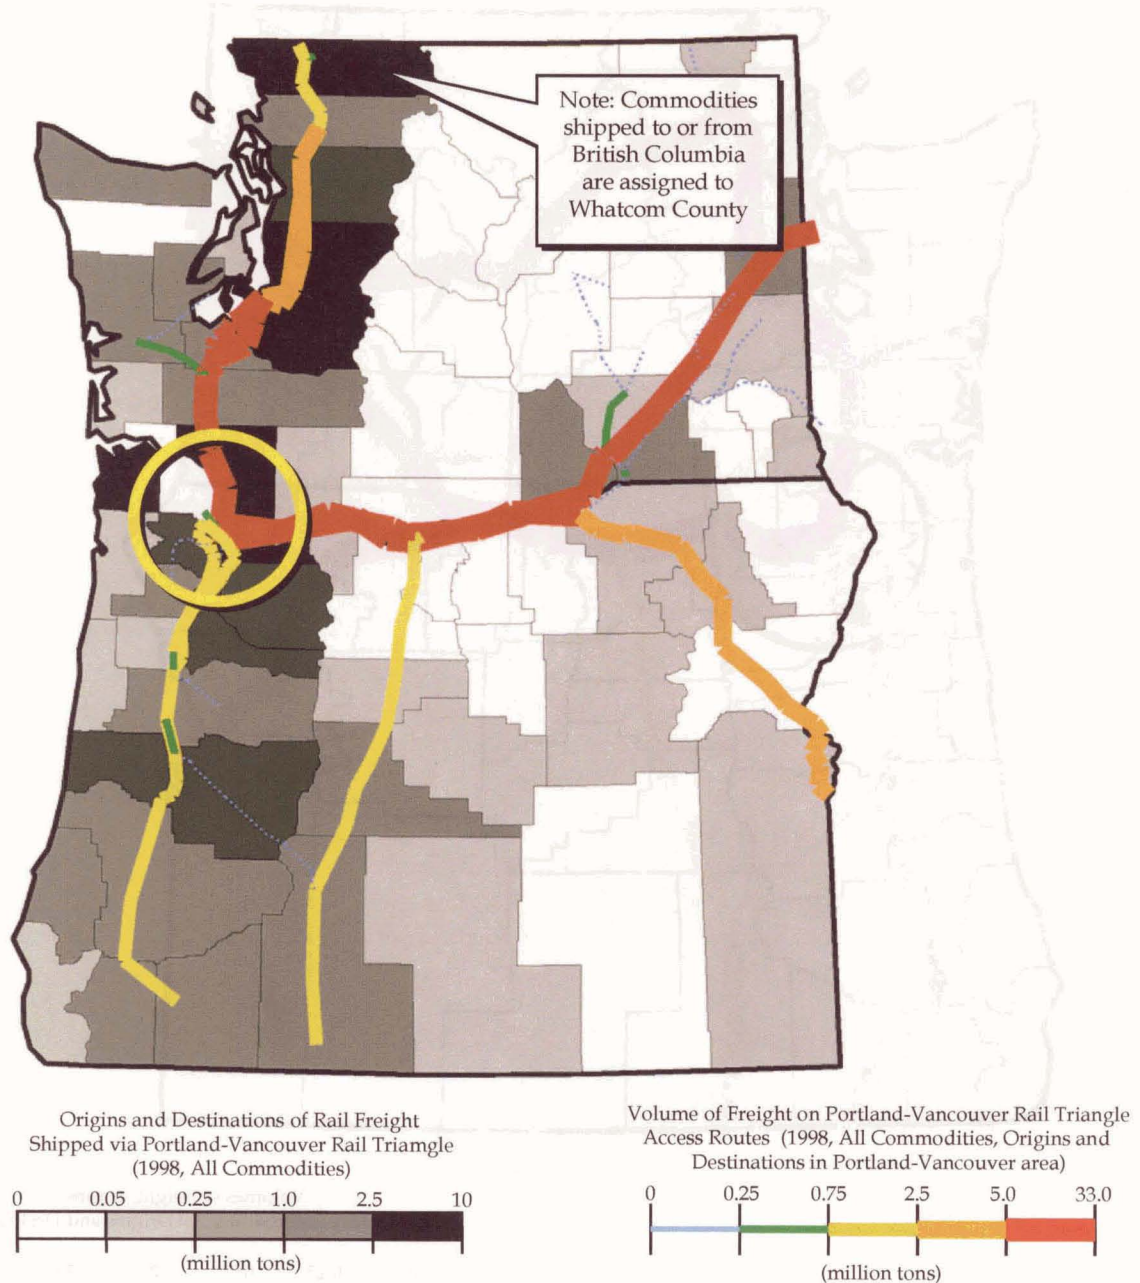 Note: Commodities
shipped to or from
British Columbia
are assigned to
Whatcom County
Origins and Destinations of Rail Freight
Shipped via Portland-Vancouver Rail Triamgle
(1998, All Commodities)
0 0.05 0.25 1.0 2.5 10
(million tons)
Volume of Freight on Portland-Vancouver Rail Triangle
Access Routes (1998, All Commodities, Origins and
Destinations in Portland-Vancouver area)
0 0.25 0.75 2.5 5.0 33.0
(million tons)